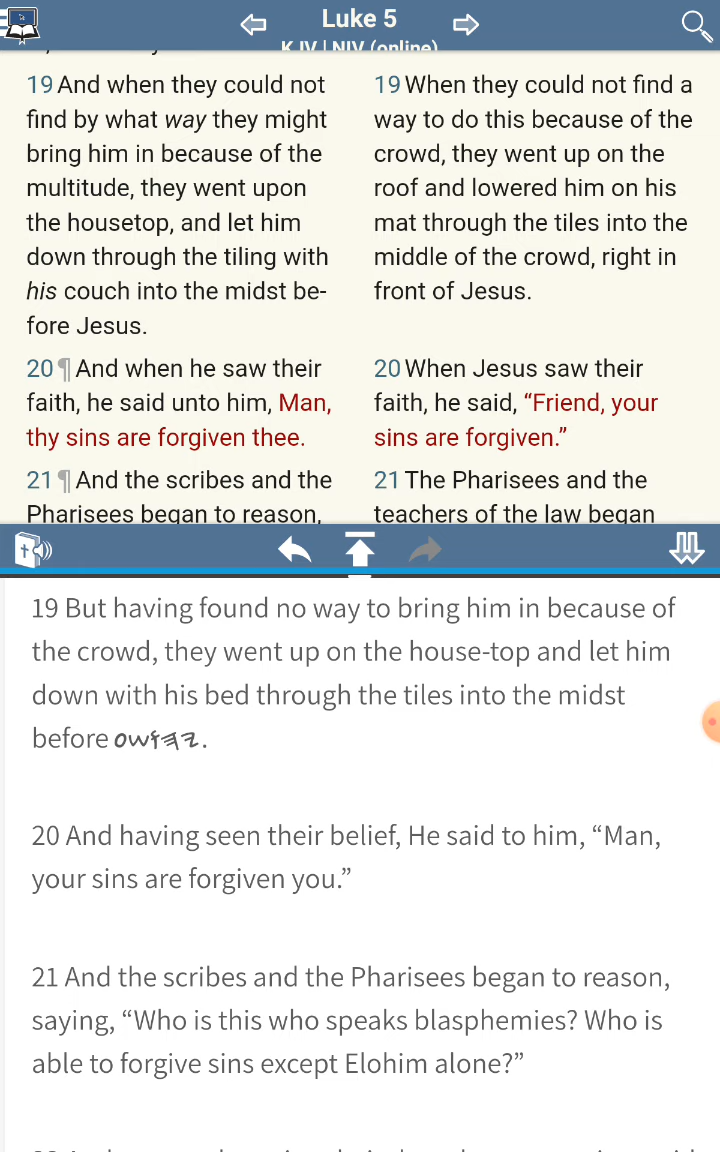 Luke 5
KJV | NIV (online)
19 And when they could not
find by what way they might
bring him in because of the
multitude, they went upon
the housetop, and let him
down through the tiling with
his couch into the midst be-
fore Jesus.
20 ¶ And when he saw their
faith, he said unto him, Man,
thy sins are forgiven thee.
21 ¶ And the scribes and the
Pharisees began to reason,
19 When they could not find a
way to do this because of the
crowd, they went up on the
roof and lowered him on his
mat through the tiles into the
middle of the crowd, right in
front of Jesus.
20 When Jesus saw their
faith, he said, “Friend, your
sins are forgiven.”
21 The Pharisees and the
teachers of the law began
19 But having found no way to bring him in because of
the crowd, they went up on the house-top and let him
down with his bed through the tiles into the midst
before 𐤉𐤄𐤅𐤔𐤏.
20 And having seen their belief, He said to him, “Man,
your sins are forgiven you.”
21 And the scribes and the Pharisees began to reason,
saying, “Who is this who speaks blasphemies? Who is
able to forgive sins except Elohim alone?”